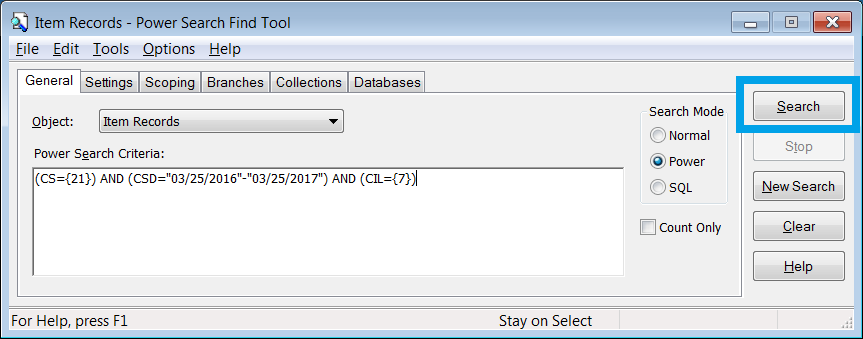 Item Records - Power Search Find Tool
File Edit Tools Options Help
General Settings Scoping Branches Collections Databases
Object: Item Records
Power Search Criteria:
(CS={21}) AND (CSD="03/25/2016"-"03/25/2017") AND (CIL={7})
Search Mode
Normal
Power
SQL
Count Only
Search
Stop
New Search
Clear
Help
For Help, press F1 Stay on Select